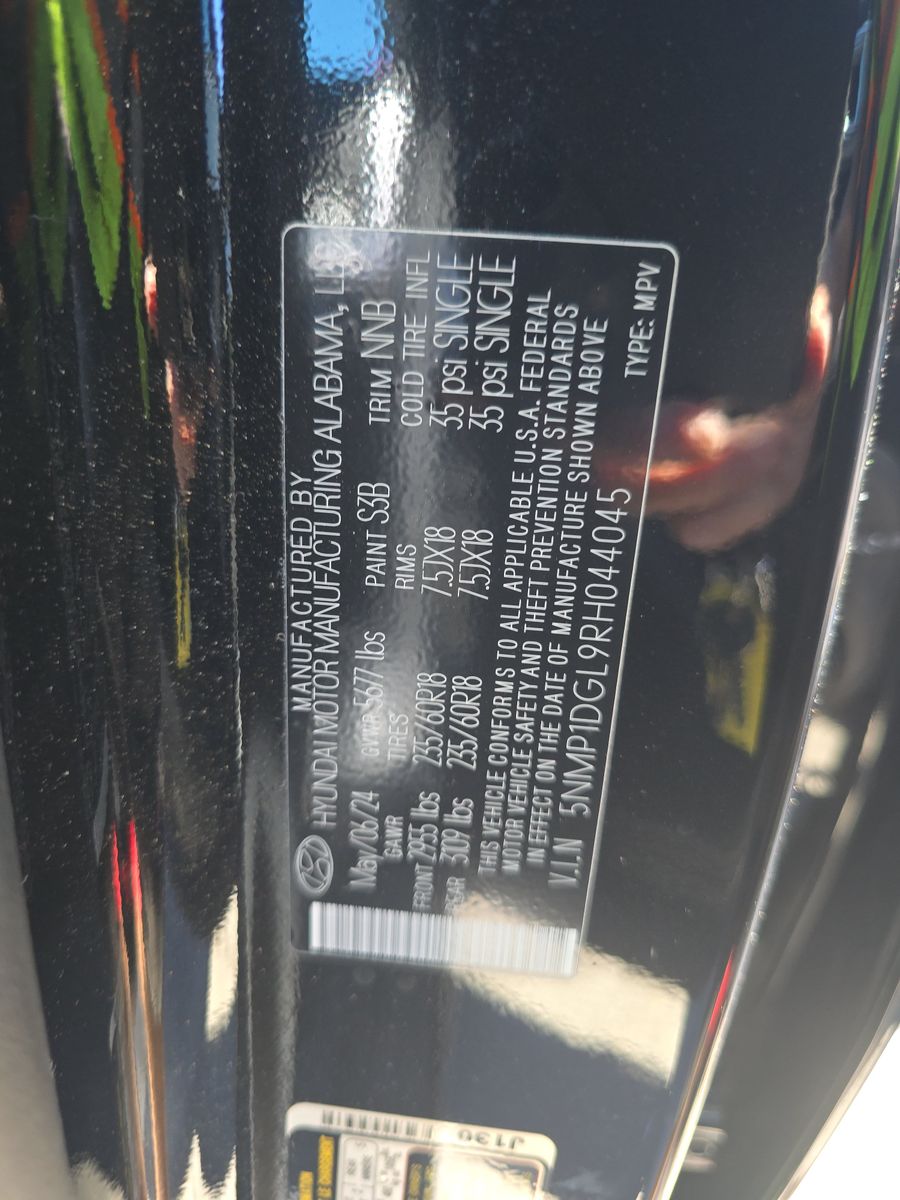 MANUFACTURED BY
HYUNDAI MOTOR MANUFACTURING ALABAMA,
May/06/24 GVWR 5677 lbs PAINT S3B TRIM NNB
GAWR TIRES RIMS COLD TIRE INFL
FRONT 2955 lbs 235/60R18 7.5JX18 35 psi SINGLE
REAR 3109 lbs 235/60R18 7.5JX18 35 psi SINGLE
THIS VEHICLE CONFORMS TO ALL APPLICABLE U.S.A. FEDERAL
MOTOR VEHICLE SAFETY AND THEFT PREVENTION STANDARDS
IN EFFECT ON THE DATE OF MANUFACTURE SHOWN ABOVE
V.I.N 5NMP1DGL9RH044045 TYPE: MPV
J130